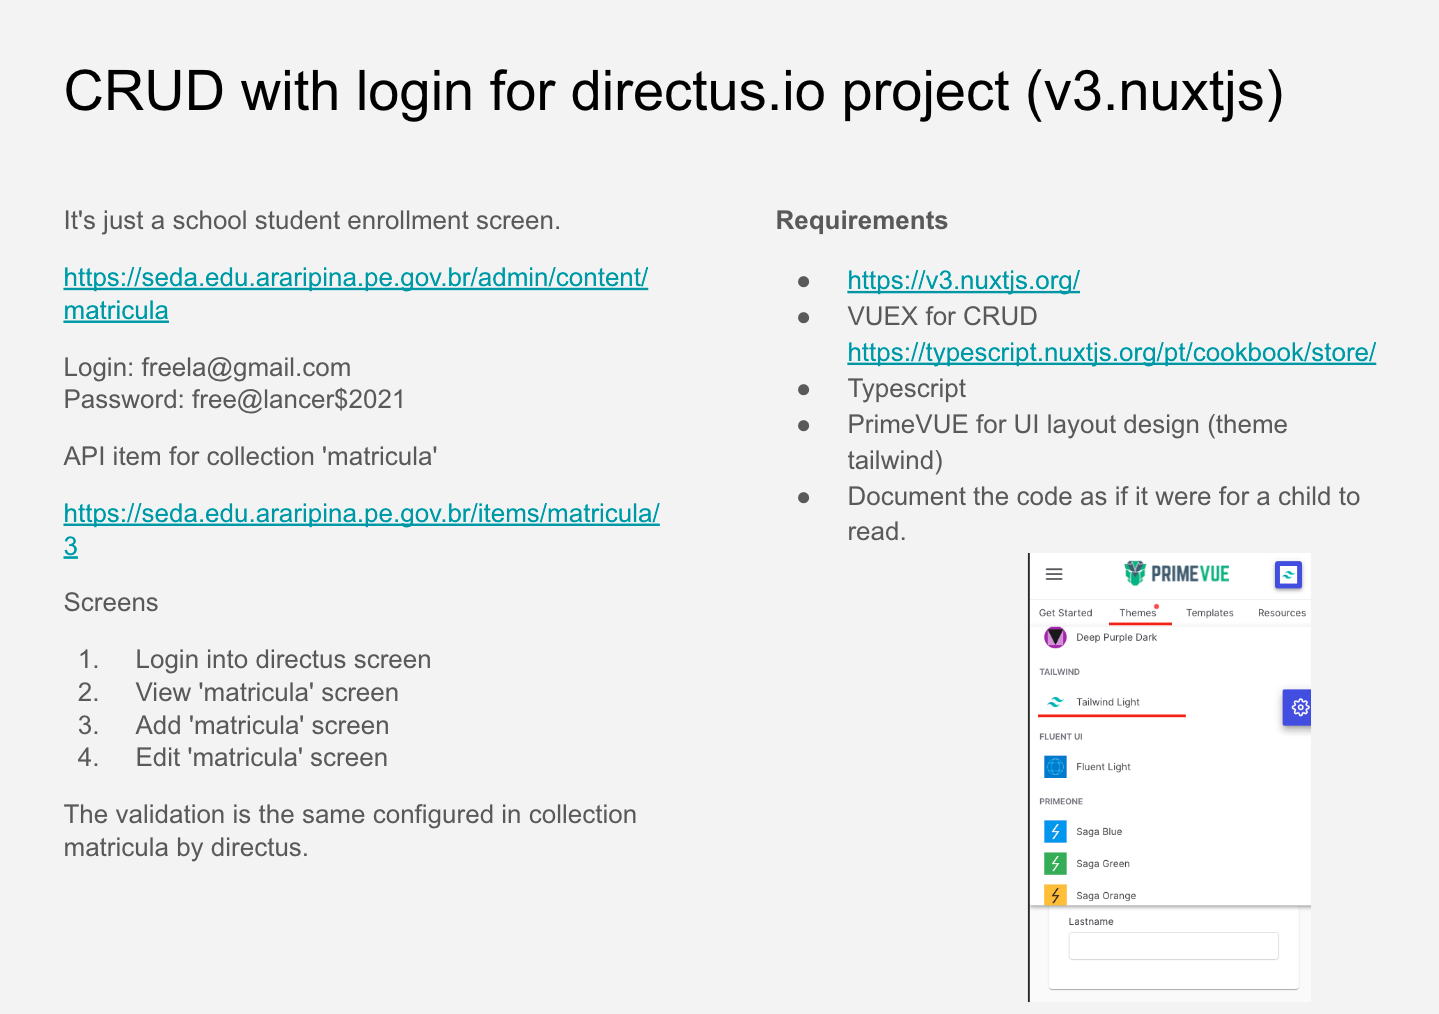 CRUD with login for directus.io project (v3.nuxtjs)
It's just a school student enrollment screen.
https://seda.edu.araripina.pe.gov.br/admin/content/
matricula
Login: freela@gmail.com
Password: free@lancer$2021
API item for collection 'matricula'
https://seda.edu.araripina.pe.gov.br/items/matricula/
3
Screens
1. Login into directus screen
2. View 'matricula' screen
3. Add 'matricula' screen
4. Edit 'matricula' screen
The validation is the same configured in collection
matricula by directus.
Requirements
● https://v3.nuxtjs.org/
● VUEX for CRUD
https://typescript.nuxtjs.org/pt/cookbook/store/
● Typescript
● PrimeVUE for UI layout design (theme
tailwind)
● Document the code as if it were for a child to
read.
PRIMEVUE
Get Started Themes Templates Resources
Deep Purple Dark
TAILWIND
Tailwind Light
FLUENT UI
Fluent Light
PRIMEONE
Saga Blue
Saga Green
Saga Orange
Lastname